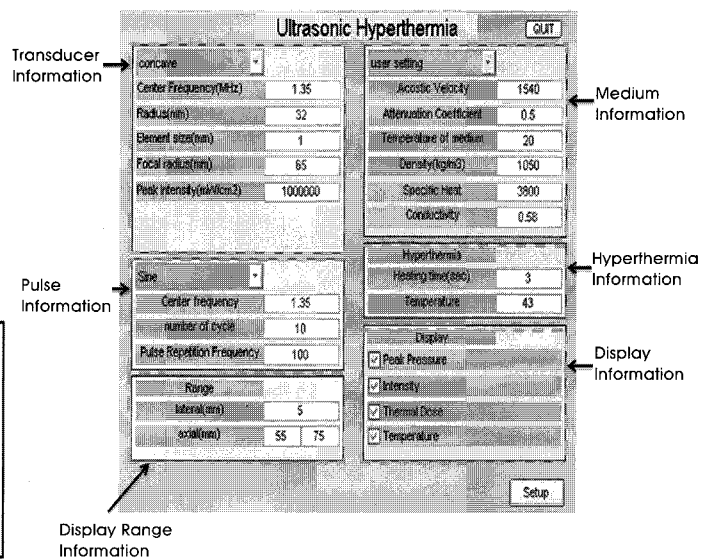 Ultrasonic Hyperthermia
QUIT
Transducer
Information
concave
Center Frequency(MHz) 1.35
Radius(mm) 32
Element size(mm) 1
Focal radius(mm) 65
Peak intensity(mW/cm2) 1000000
user setting
Acostic Velocity 1540
Attenuation Coefficient 0.5
Temperature of medium 20
Density(kg/m3) 1050
Specific Heat 3800
Conductivity 0.58
Medium
Information
Pulse
Information
Sine
Center frequency 1.35
number of cycle 10
Pulse Repetition Frequency 100
Hyperthermia
Heating time(sec) 3
Temperature 43
Hyperthermia
Information
Range
lateral(mm) 5
axial(mm) 55 75
Display
Peak Pressure
Intensity
Thermal Dose
Temperature
Display
Information
Setup
Display Range
Information